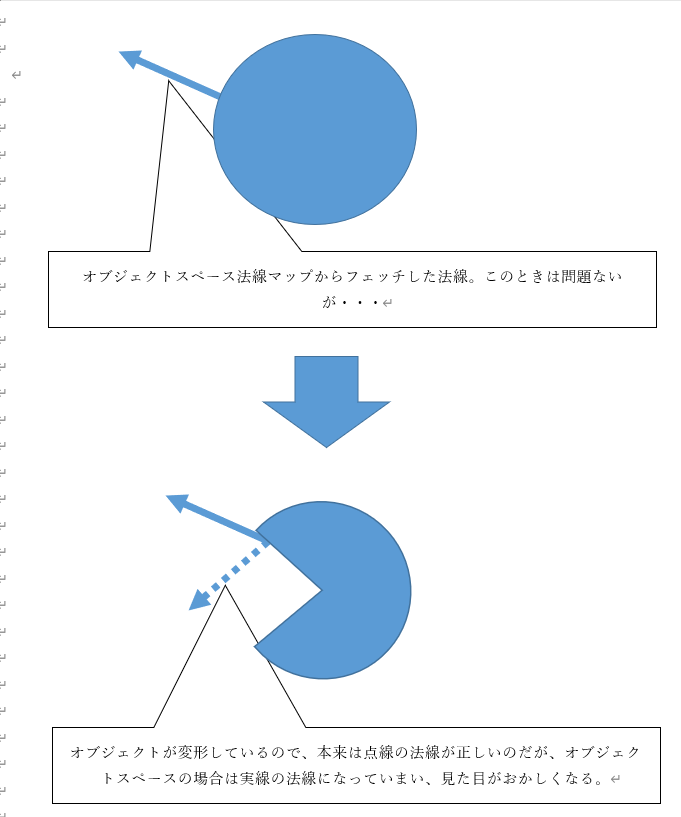 オブジェクトスペース法線マップからフェッチした法線。このときは問題ない
が・・・
オブジェクトが変形しているので、本来は点線の法線が正しいのだが、オブジェク
トスペースの場合は実線の法線になっていまい、見た目がおかしくなる。